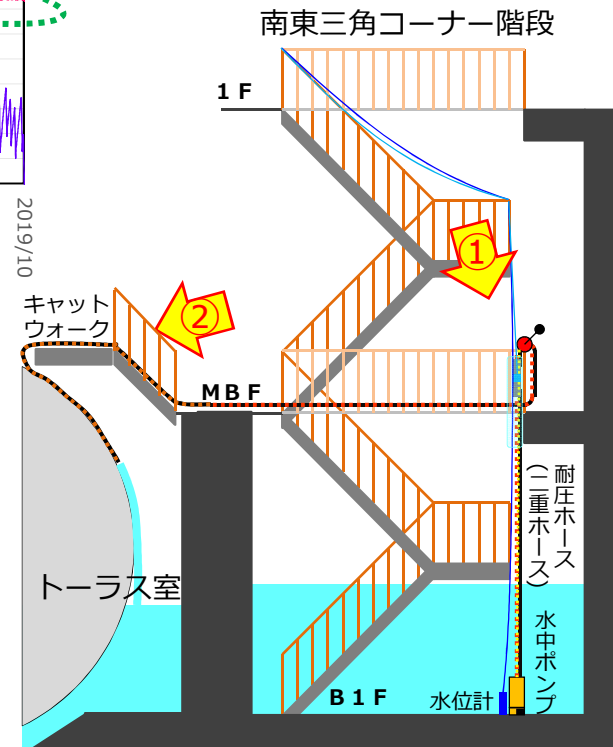 南東三角コーナー階段
1F
2019/10
①
キャット
ウォーク
②
MBF
耐圧ホース
(二重ホース)
トーラス室
水中ポンプ
B1F
水位計